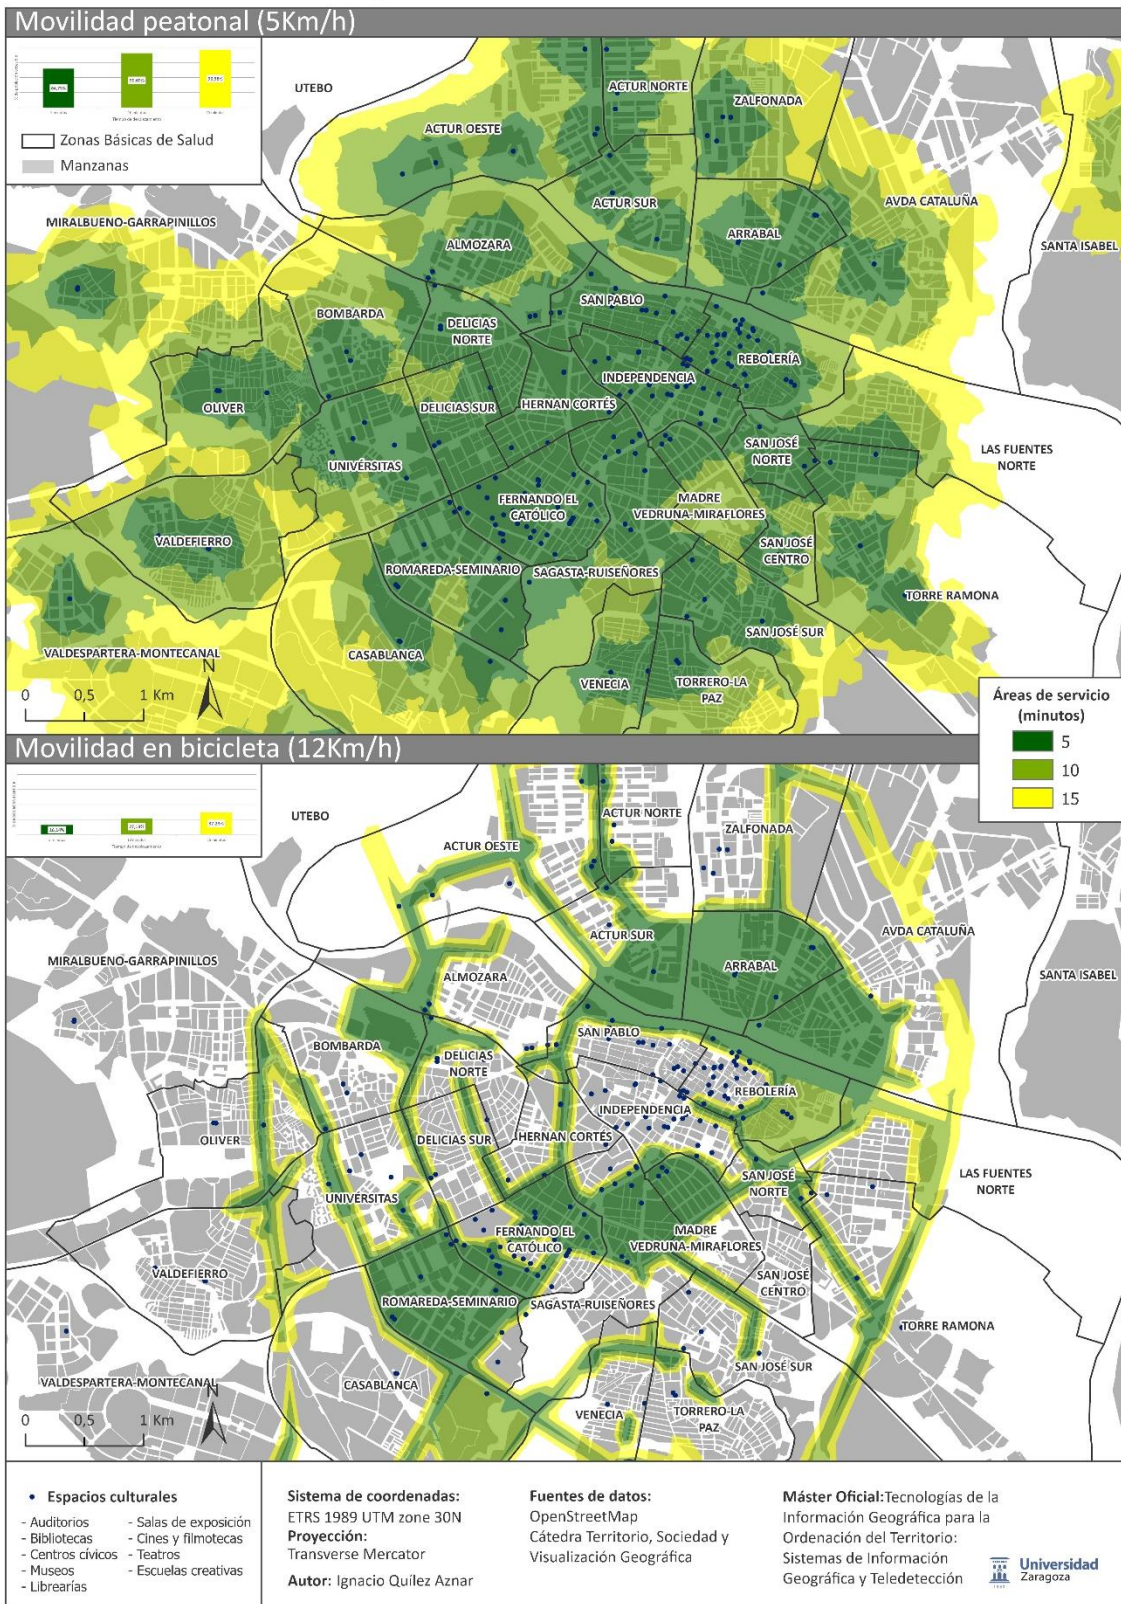 Movilidad peatonal (5Km/h)
Zonas Básicas de Salud
Manzanas
UTEBO
ACTUR NORTE
ZALFONADA
ACTUR OESTE
MIRALBUENO-GARRAPINILLOS
ACTUR SUR
AVDA CATALUÑA
ARRABAL
SANTA ISABEL
ALMOZARA
SAN PABLO
BOMBARDA
DELICIAS
NORTE
REBOLERÍA
INDEPENDENCIA
OLIVER
DELICIAS SUR
HERNAN CORTÉS
SAN JOSÉ
NORTE
LAS FUENTES
NORTE
UNIVÉRSITAS
FERNANDO EL
CATÓLICO
MADRE
VEDRUNA-MIRAFLORES
VALDEFIERRO
SAN JOSÉ
CENTRO
ROMAREDA-SEMINARIO
SAGASTA-RUISEÑORES
TORRE RAMONA
SAN JOSÉ SUR
VALDESPARTERA-MONTECANAL
CASABLANCA
VENECIA
TORRERO-LA
PAZ
N
0 0,5 1 Km
Áreas de servicio
(minutos)
5
10
15
Movilidad en bicicleta (12Km/h)
UTEBO
ACTUR NORTE
ZALFONADA
ACTUR OESTE
ACTUR SUR
AVDA CATALUÑA
MIRALBUENO-GARRAPINILLOS
ARRABAL
SANTA ISABEL
ALMOZARA
SAN PABLO
BOMBARDA
DELICIAS
NORTE
REBOLERÍA
INDEPENDENCIA
OLIVER
DELICIAS SUR
HERNAN CORTÉS
SAN JOSÉ
NORTE
LAS FUENTES
NORTE
UNIVÉRSITAS
FERNANDO EL
CATÓLICO
MADRE
VEDRUNA-MIRAFLORES
VALDEFIERRO
SAN JOSÉ
CENTRO
ROMAREDA-SEMINARIO
SAGASTA-RUISEÑORES
TORRE RAMONA
SAN JOSÉ SUR
VALDESPARTERA-MONTECANAL
CASABLANCA
VENECIA
TORRERO-LA
PAZ
N
0 0,5 1 Km
Espacios culturales
- Auditorios
- Bibliotecas
- Centros cívicos
- Museos
- Librearías
- Salas de exposición
- Cines y filmotecas
- Teatros
- Escuelas creativas
Sistema de coordenadas:
ETRS 1989 UTM zone 30N
Proyección:
Transverse Mercator
Autor: Ignacio Quílez Aznar
Fuentes de datos:
OpenStreetMap
Cátedra Territorio, Sociedad y
Visualización Geográfica
Máster Oficial:Tecnologías de la
Información Geográfica para la
Ordenación del Territorio:
Sistemas de Información
Geográfica y Teledetección
Universidad
Zaragoza